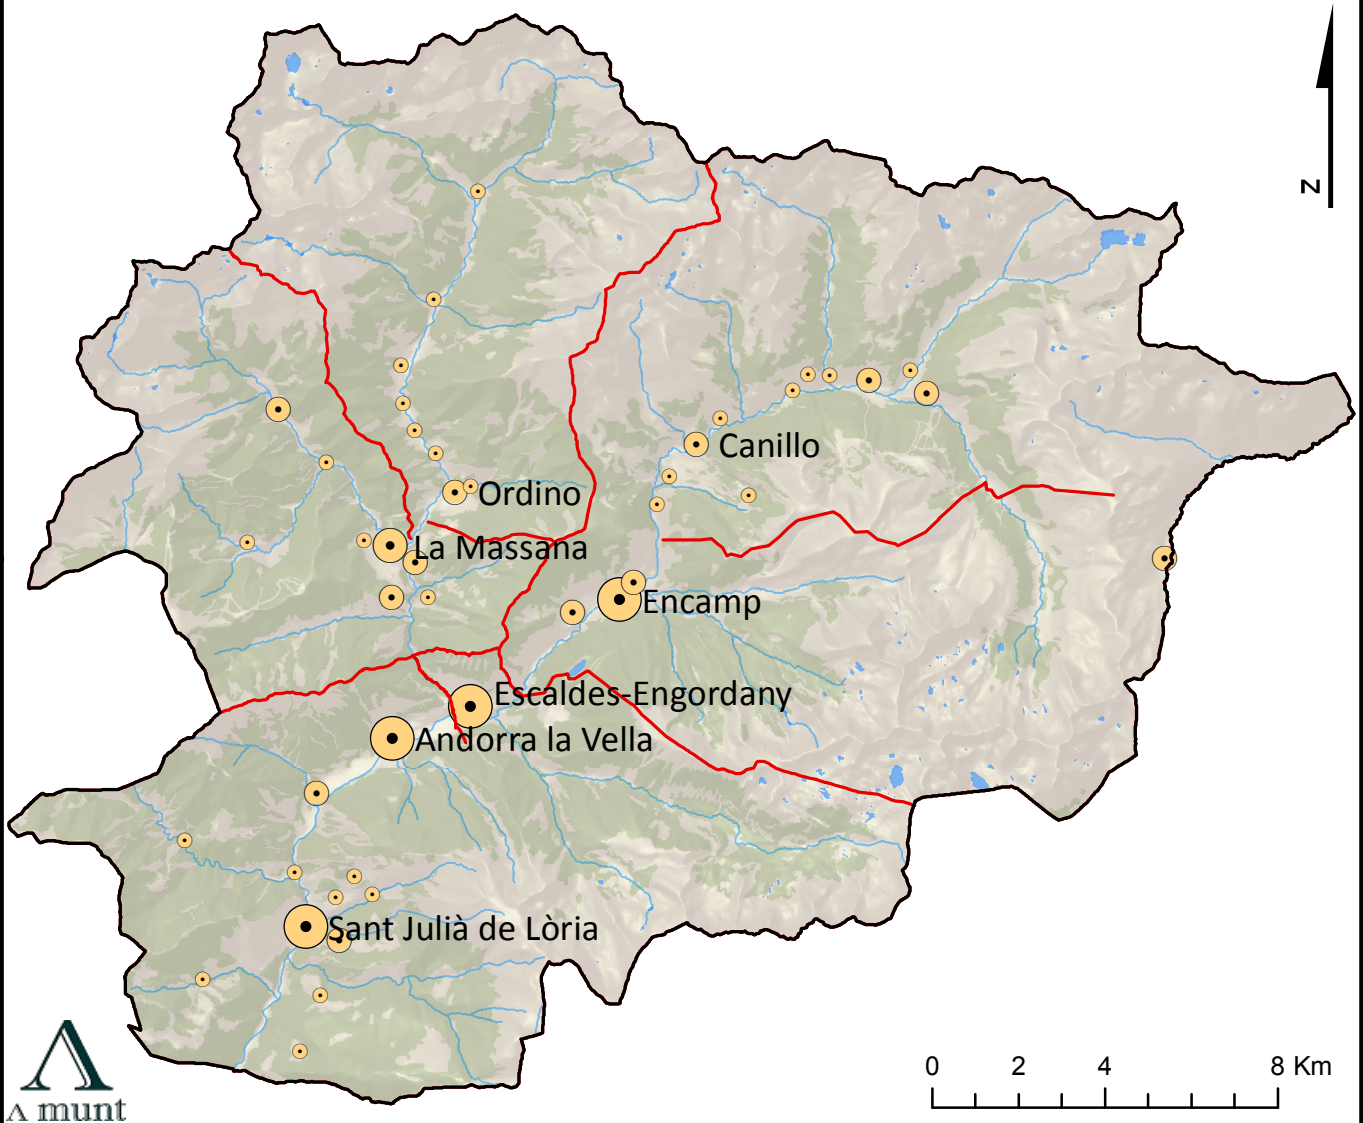 N
Canillo
Ordino
La Massana
Encamp
Escaldes-Engordany
Andorra la Vella
Sant Julià de Lòria
0 2 4 8 Km
Λ munt